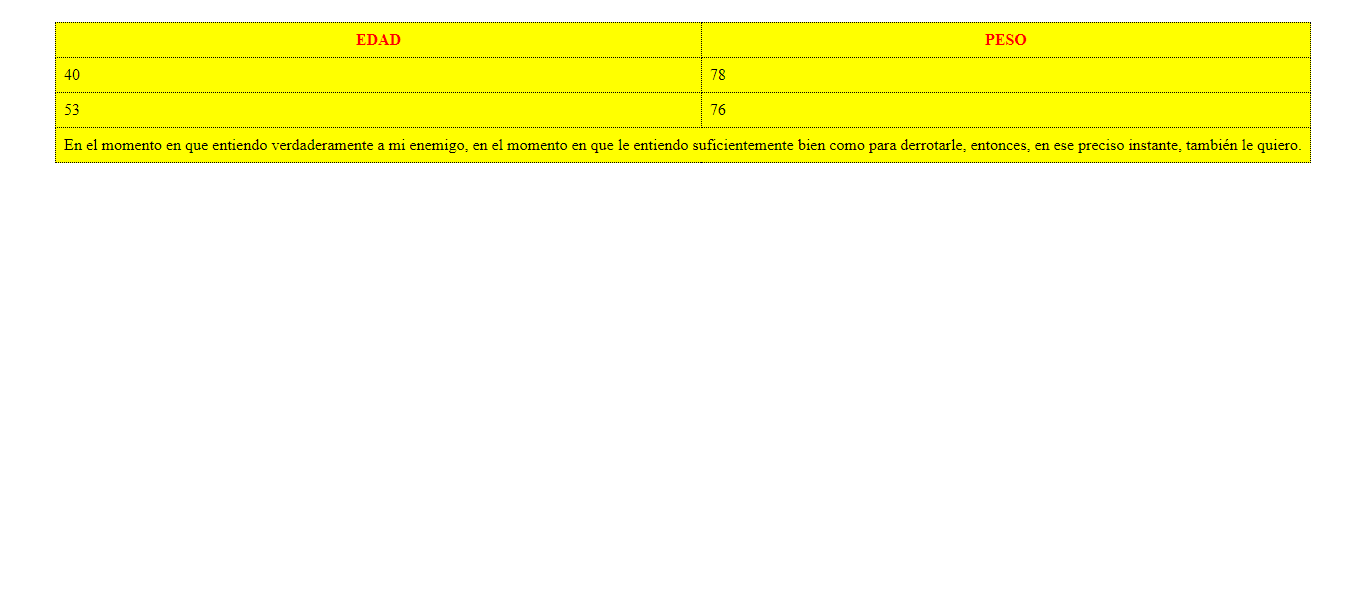 EDAD PESO
40 78
53 76
En el momento en que entiendo verdaderamente a mi enemigo, en el momento en que le entiendo suficientemente bien como para derrotarle, entonces, en ese preciso instante, también le quiero.